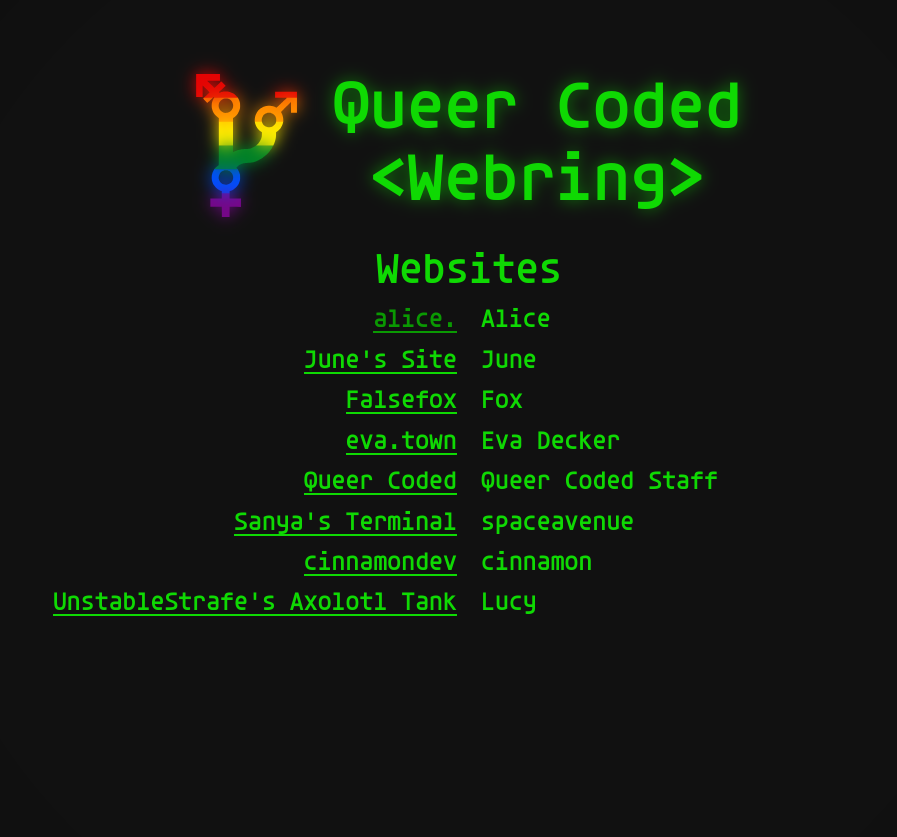 Queer Coded
<Webring>
Websites
alice. Alice
June's Site June
Falsefox Fox
eva.town Eva Decker
Queer Coded Queer Coded Staff
Sanya's Terminal spaceavenue
cinnamondev cinnamon
UnstableStrafe's Axolotl Tank Lucy